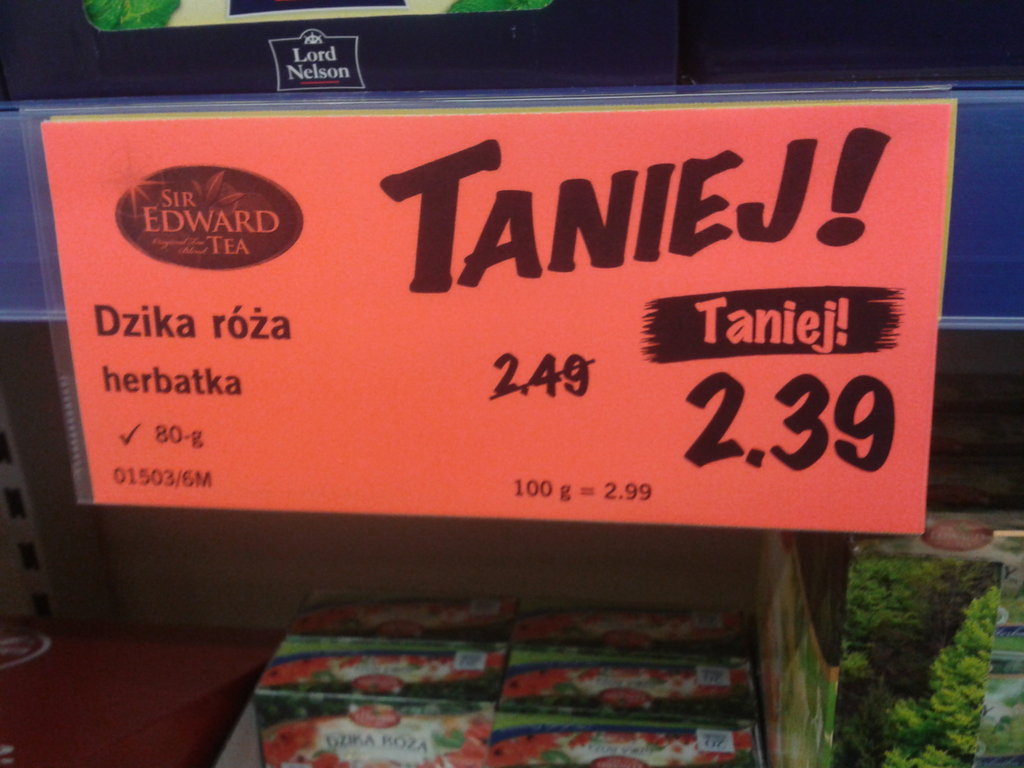 Lord
Nelson
SIR
EDWARD
TEA
TANIEJ!
Dzika róża
herbatka
✓ 80-g
01503/6M
2.49
Taniej!
2.39
100 g = 2.99
DZIKA RÓŻA